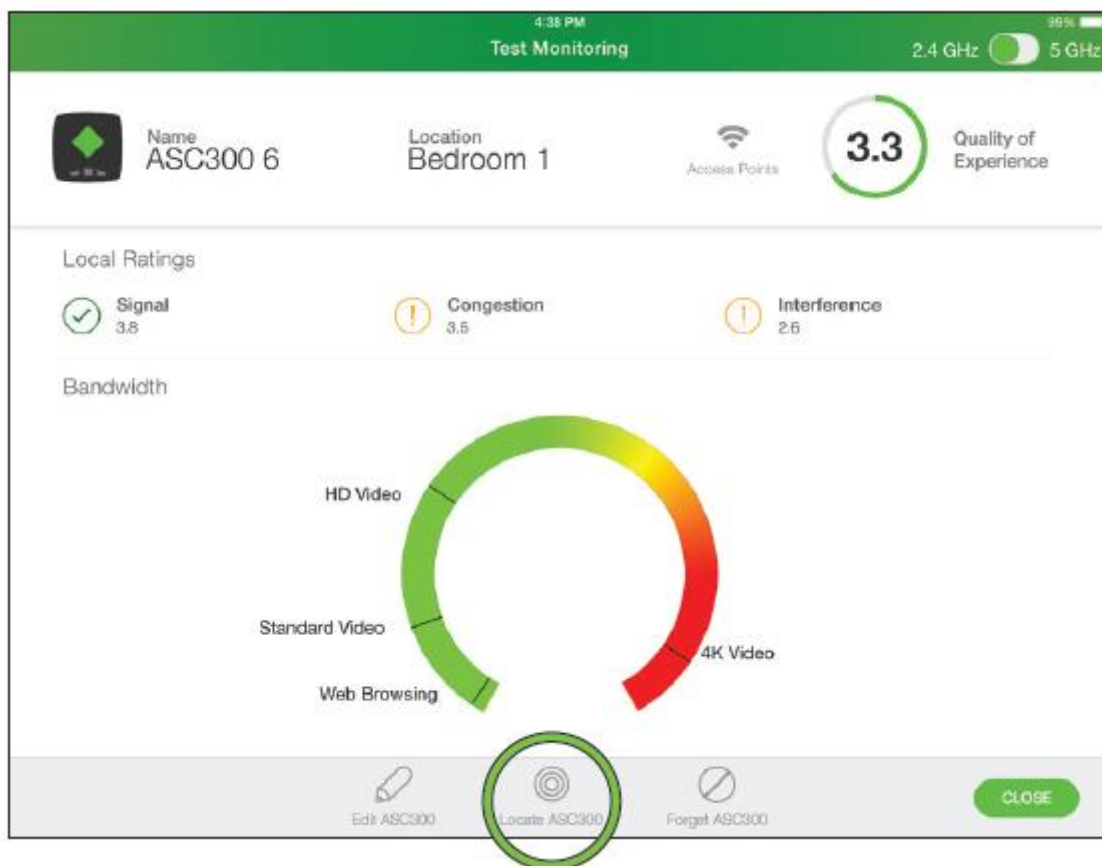 4:38 PM
99%
Test Monitoring
2.4 GHz
5 GHz
Name
ASC300 6
Location
Bedroom 1
Access Points
3.3
Quality of
Experience
Local Ratings
Signal
3.8
Congestion
3.5
Interference
2.6
Bandwidth
HD Video
Standard Video
4K Video
Web Browsing
Edit ASC300
Locate ASC300
Forget ASC300
CLOSE